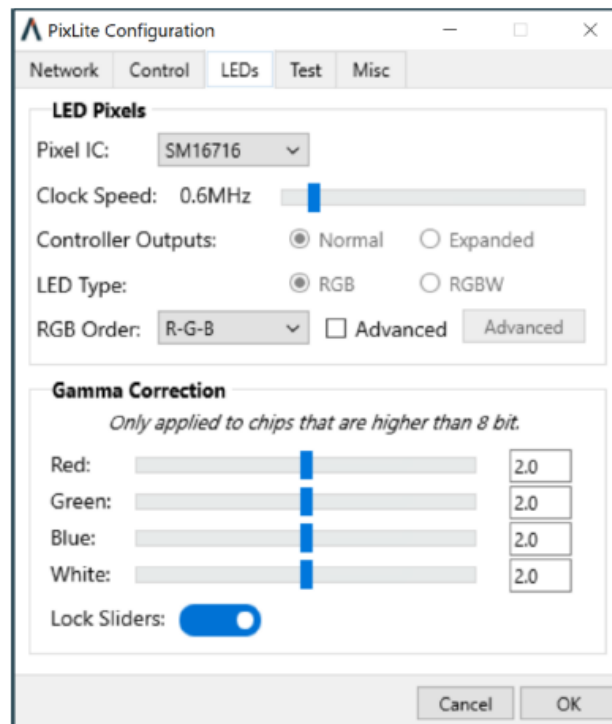 PixLite Configuration
Network Control LEDs Test Misc
LED Pixels
Pixel IC: SM16716
Clock Speed: 0.6MHz
Controller Outputs: Normal Expanded
LED Type: RGB RGBW
RGB Order: R-G-B Advanced Advanced
Gamma Correction
Only applied to chips that are higher than 8 bit.
Red: 2.0
Green: 2.0
Blue: 2.0
White: 2.0
Lock Sliders:
Cancel OK